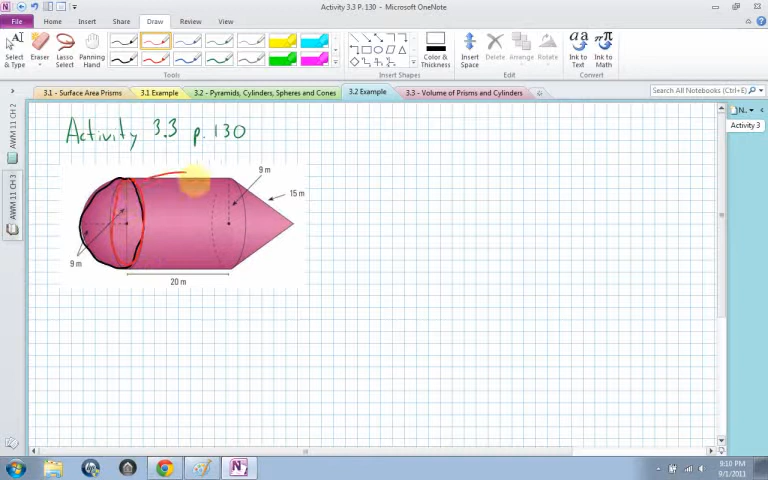 Activity 3.3 P. 130 - Microsoft OneNote
File Home Insert Share Draw Review View
Select & Type
Eraser
Lasso Select
Panning Hand
Tools
Insert Shapes
Color & Thickness
Insert Space
Delete
Arrange
Rotate
Edit
Ink to Text
Ink to Math
Convert
3.1 - Surface Area Prisms
3.1 Example
3.2 - Pyramids, Cylinders, Spheres and Cones
3.2 Example
3.3 - Volume of Prisms and Cylinders
Search All Notebooks (Ctrl+E)
N..
Activity 3
AWM 11 CH 2
AWM 11 CH 3
Activity 3.3 p. 130
9 m
15 m
9 m
20 m
9:10 PM
9/1/2011